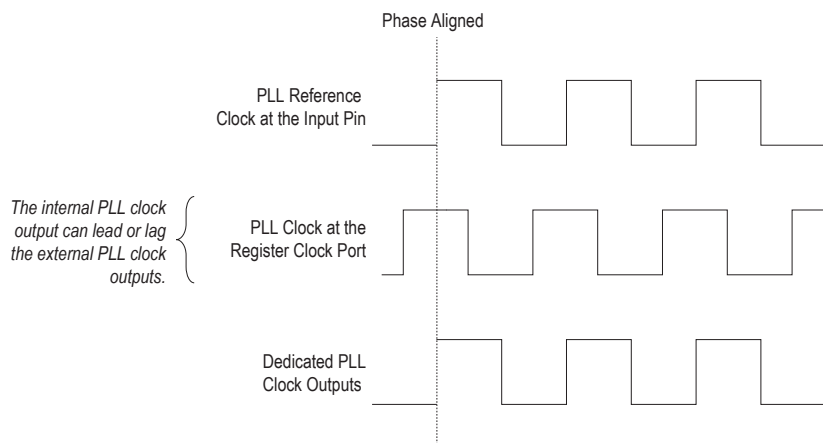 Phase Aligned
PLL Reference
Clock at the Input Pin
The internal PLL clock
output can lead or lag
the external PLL clock
outputs.
PLL Clock at the
Register Clock Port
Dedicated PLL
Clock Outputs